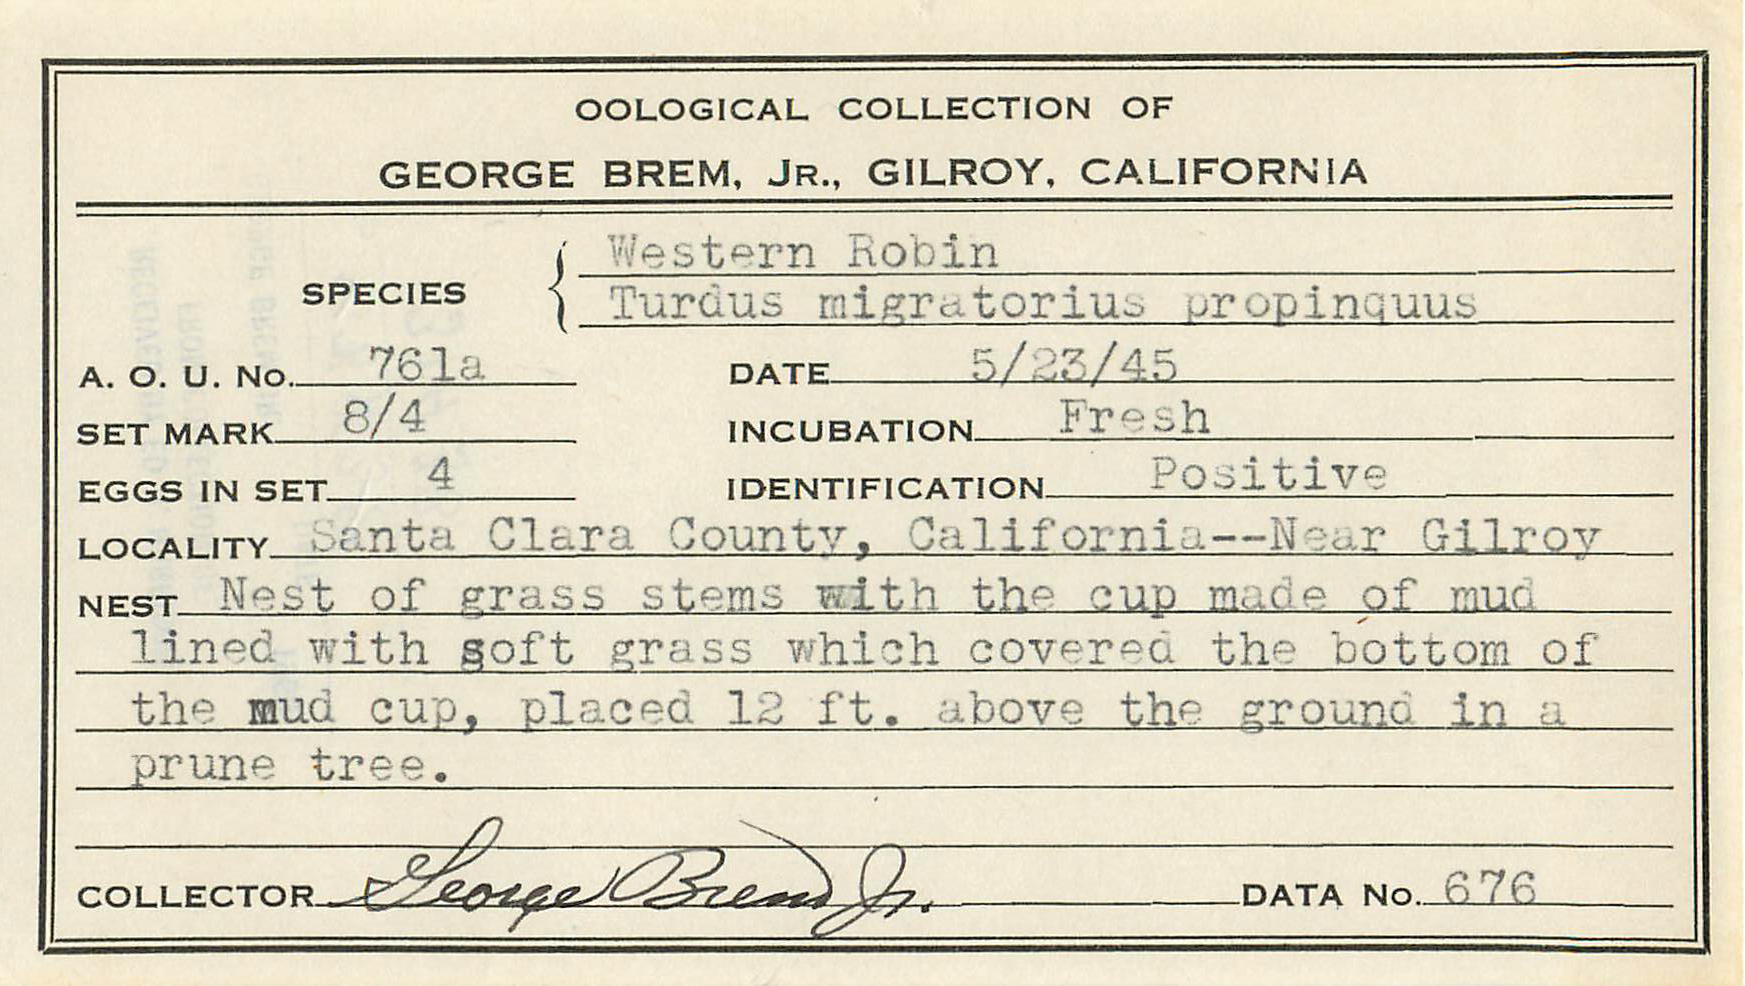 OOLOGICAL COLLECTION OF
GEORGE BREM, JR., GILROY, CALIFORNIA
SPECIES { Western Robin
Turdus migratorius propinquus
A. O. U. No. 761a DATE 5/23/45
SET MARK 8/4 INCUBATION Fresh
EGGS IN SET 4 IDENTIFICATION Positive
LOCALITY Santa Clara County, California--Near Gilroy
NEST Nest of grass stems with the cup made of mud
lined with soft grass which covered the bottom of
the mud cup, placed 12 ft. above the ground in a
prune tree.
COLLECTOR George Brem Jr. DATA No. 676